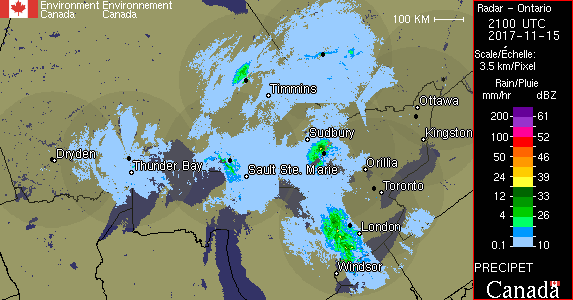 Environment Environnement
Canada Canada
100 KM
Timmins
Ottawa
Sudbury
Kingston
Dryden
Thunder Bay
Sault Ste. Marie
Orillia
Toronto
London
Windsor
Radar - Ontario
2100 UTC
2017-11-15
Scale/Échelle:
3.5 km/Pixel
Rain/Pluie
mm/hr dBZ
200 61
100 52
50 46
24 39
12 33
4 26
0.1 10
PRECIPET
Canada